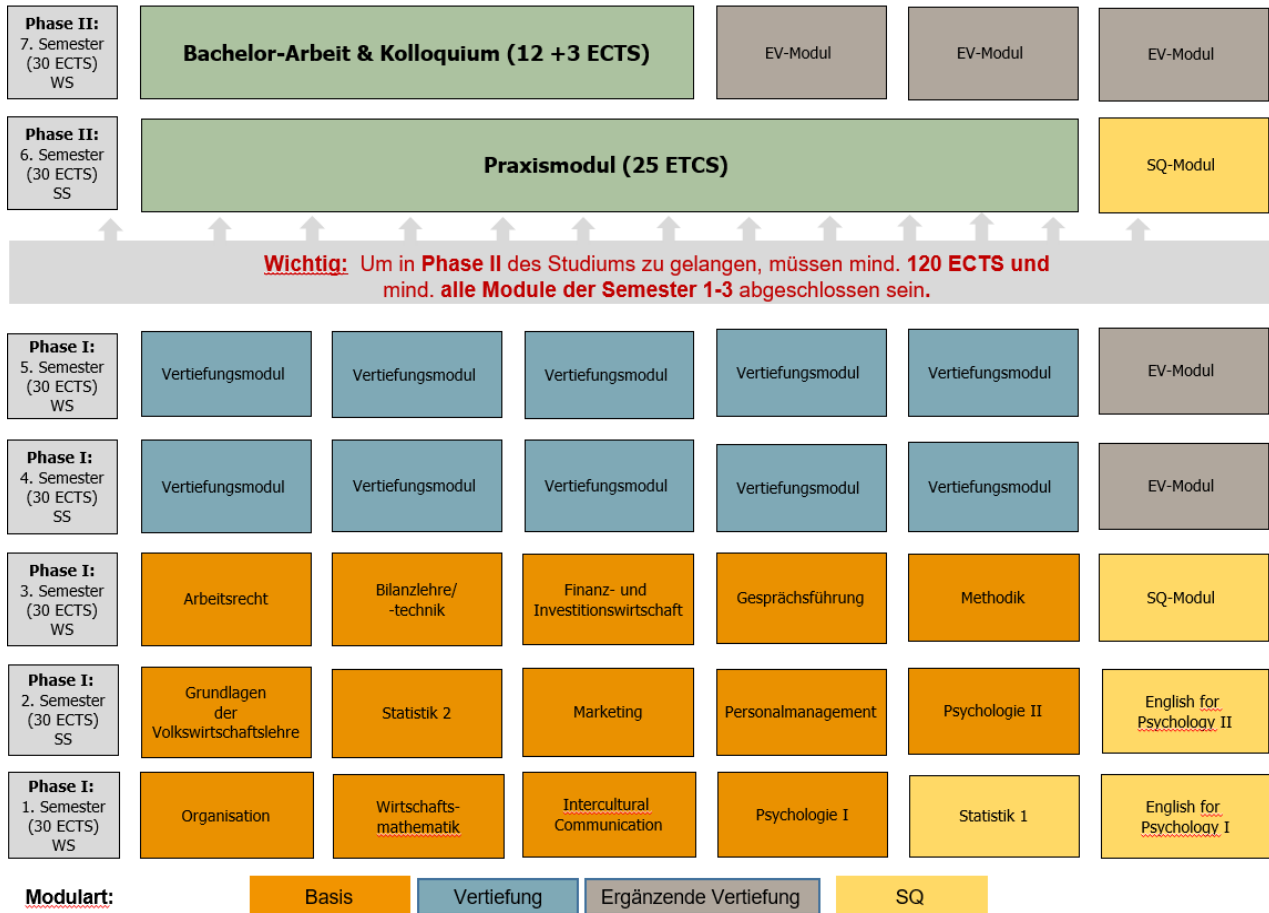 Phase II:
7. Semester
(30 ECTS)
WS
Bachelor-Arbeit & Kolloquium (12 +3 ECTS)
EV-Modul
EV-Modul
EV-Modul
Phase II:
6. Semester
(30 ECTS)
SS
Praxismodul (25 ETCS)
SQ-Modul
Wichtig: Um in Phase II des Studiums zu gelangen, müssen mind. 120 ECTS und
mind. alle Module der Semester 1-3 abgeschlossen sein.
Phase I:
5. Semester
(30 ECTS)
WS
Vertiefungsmodul
Vertiefungsmodul
Vertiefungsmodul
Vertiefungsmodul
Vertiefungsmodul
EV-Modul
Phase I:
4. Semester
(30 ECTS)
SS
Vertiefungsmodul
Vertiefungsmodul
Vertiefungsmodul
Vertiefungsmodul
Vertiefungsmodul
EV-Modul
Phase I:
3. Semester
(30 ECTS)
WS
Arbeitsrecht
Bilanzlehre/
-technik
Finanz- und
Investitionswirtschaft
Gesprächsführung
Methodik
SQ-Modul
Phase I:
2. Semester
(30 ECTS)
SS
Grundlagen
der
Volkswirtschaftslehre
Statistik 2
Marketing
Personalmanagement
Psychologie II
English for
Psychology II
Phase I:
1. Semester
(30 ECTS)
WS
Organisation
Wirtschafts-
mathematik
Intercultural
Communication
Psychologie I
Statistik 1
English for
Psychology I
Modulart:
Basis
Vertiefung
Ergänzende Vertiefung
SQ